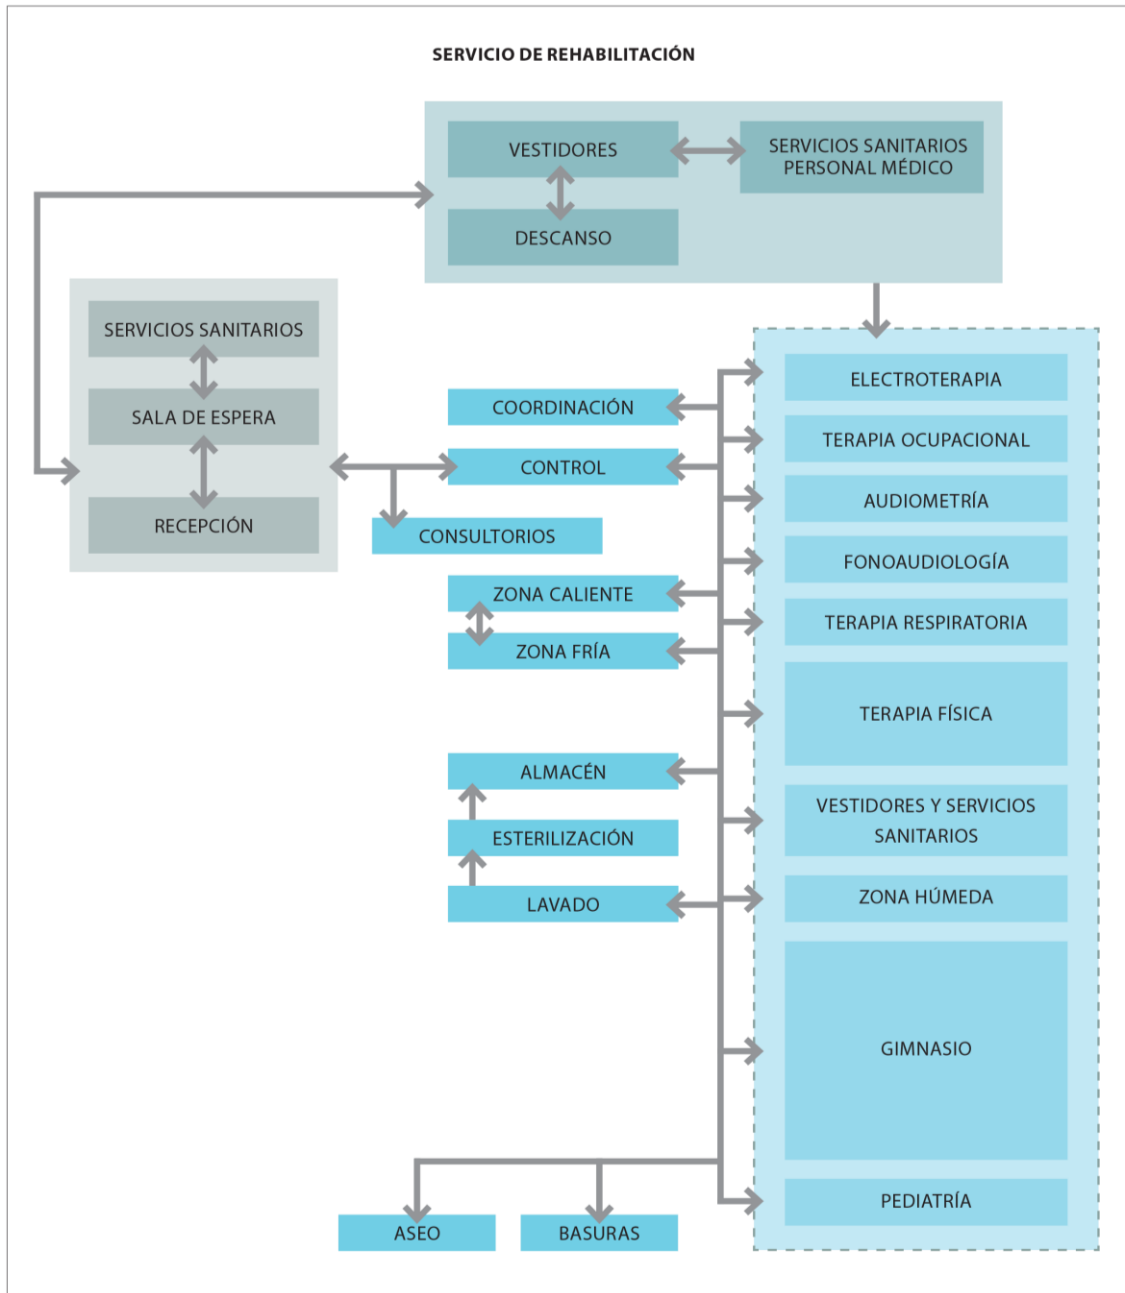 SERVICIO DE REHABILITACIÓN
VESTIDORES
SERVICIOS SANITARIOS
PERSONAL MÉDICO
DESCANSO
SERVICIOS SANITARIOS
SALA DE ESPERA
RECEPCIÓN
COORDINACIÓN
CONTROL
CONSULTORIOS
ZONA CALIENTE
ZONA FRÍA
ALMACÉN
ESTERILIZACIÓN
LAVADO
ELECTROTERAPIA
TERAPIA OCUPACIONAL
AUDIOMETRÍA
FONOAUDIOLOGÍA
TERAPIA RESPIRATORIA
TERAPIA FÍSICA
VESTIDORES Y SERVICIOS
SANITARIOS
ZONA HÚMEDA
GIMNASIO
PEDIATRÍA
ASEO
BASURAS